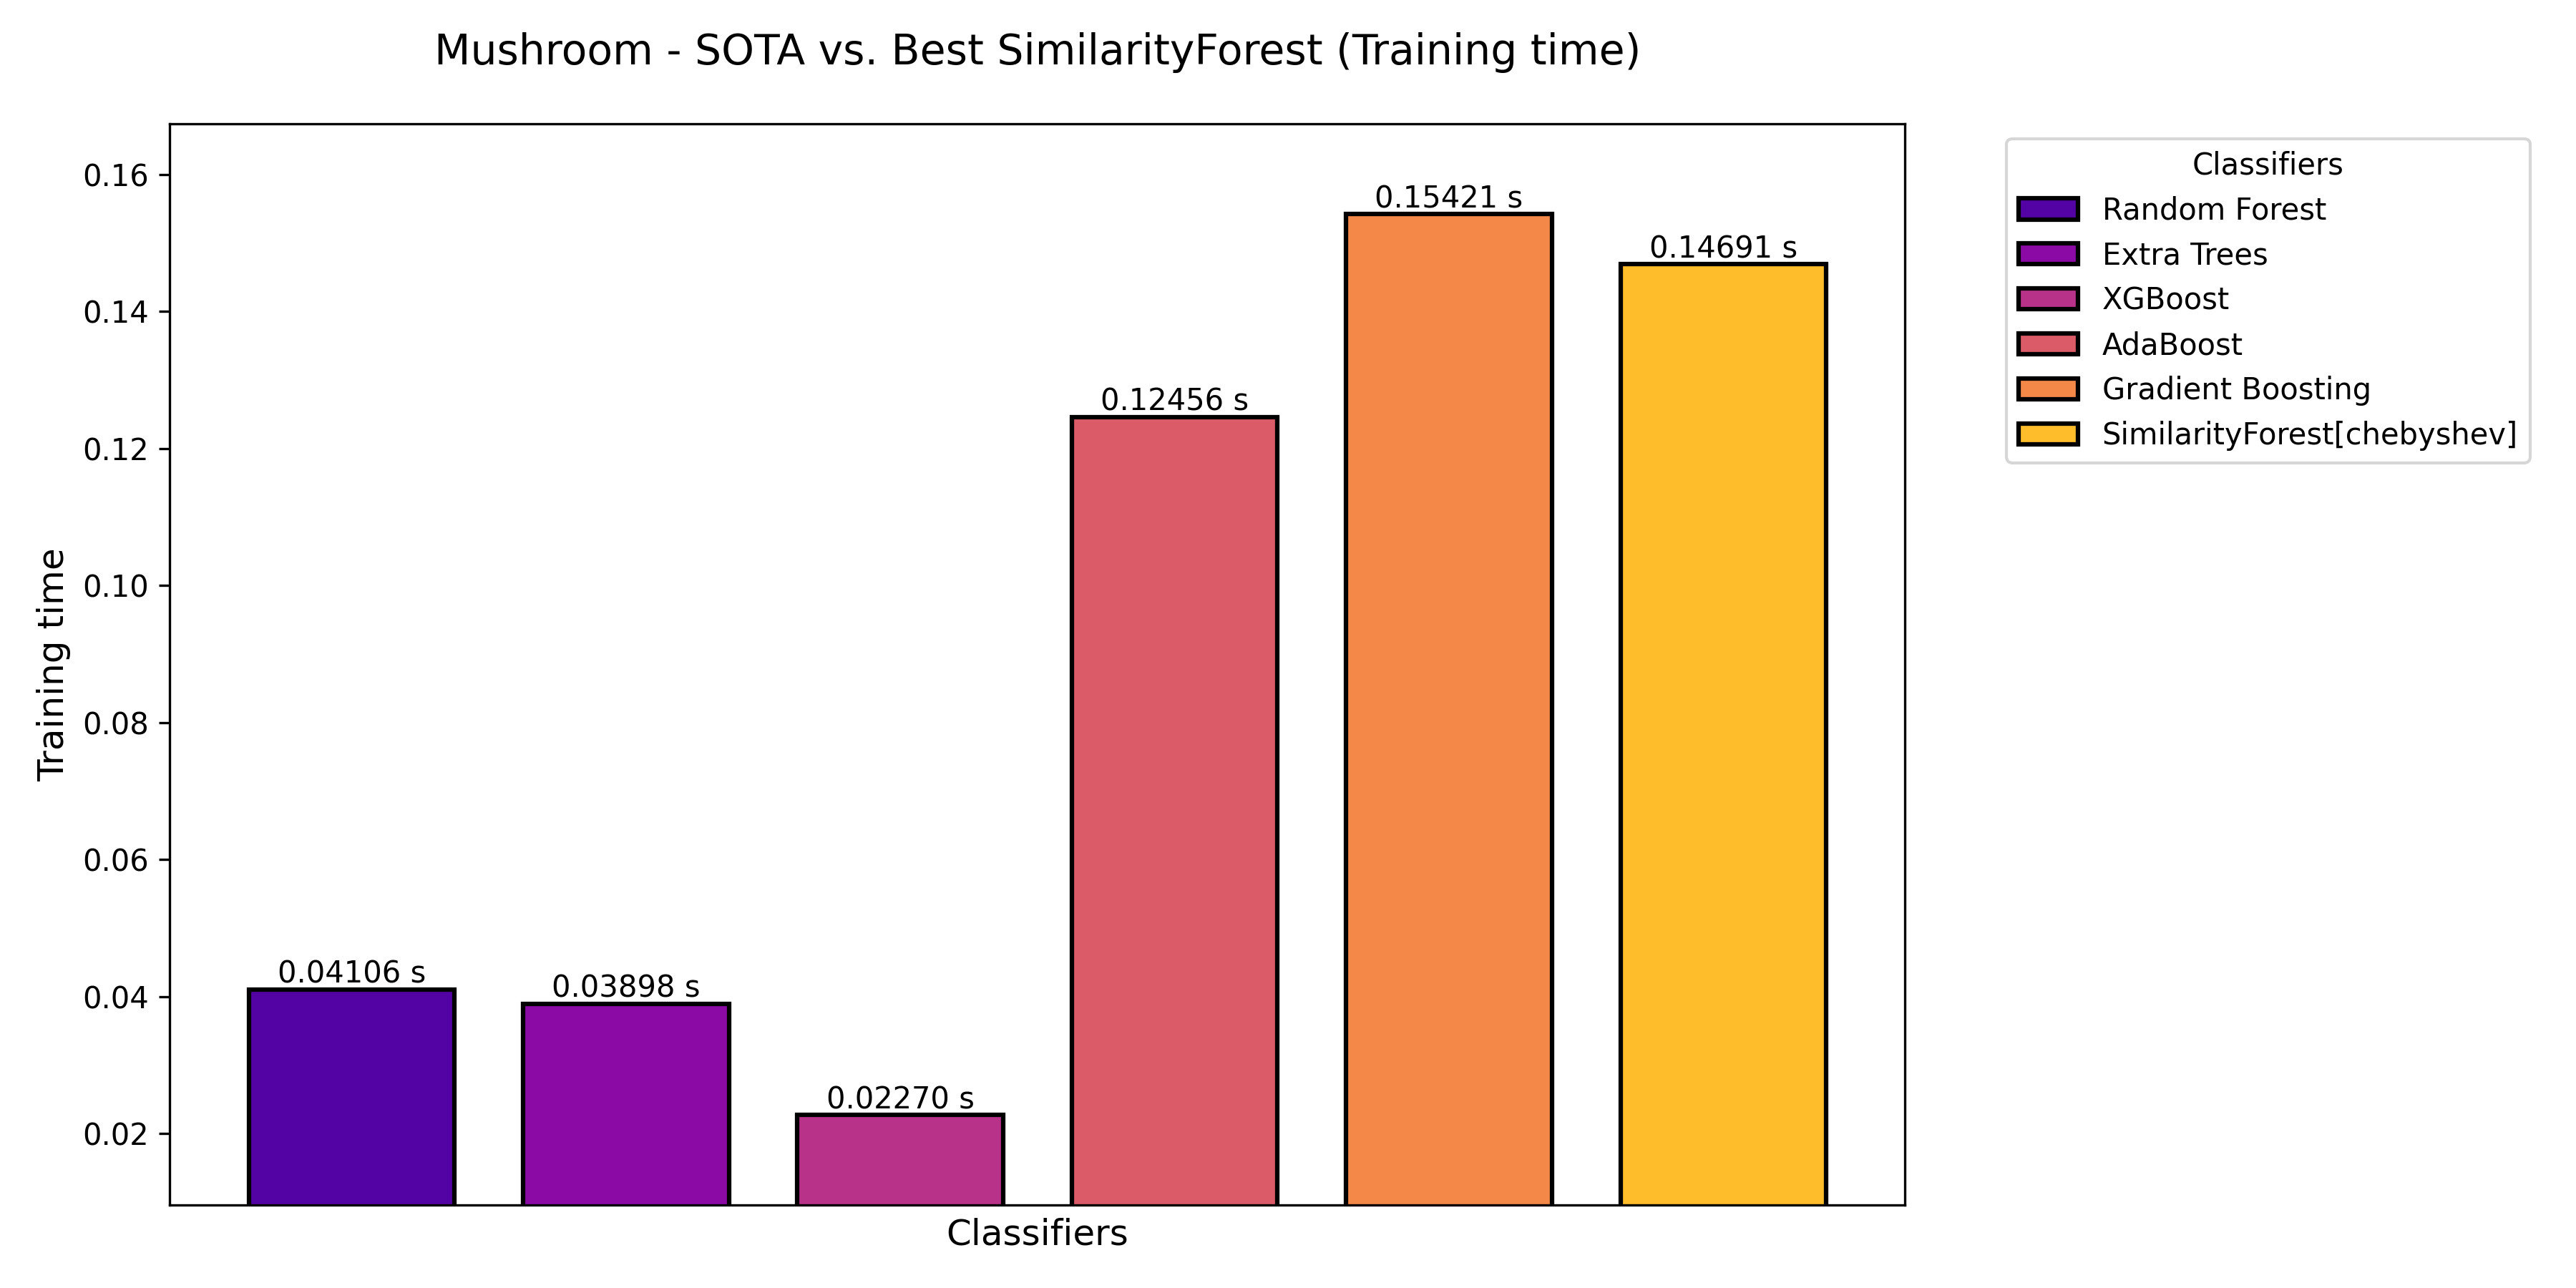 Mushroom - SOTA vs. Best SimilarityForest (Training time)
Training time
0.16
0.14
0.12
0.10
0.08
0.06
0.04
0.02
0.04106 s
0.03898 s
0.02270 s
0.12456 s
0.15421 s
0.14691 s
Classifiers
Classifiers
Random Forest
Extra Trees
XGBoost
AdaBoost
Gradient Boosting
SimilarityForest[chebyshev]